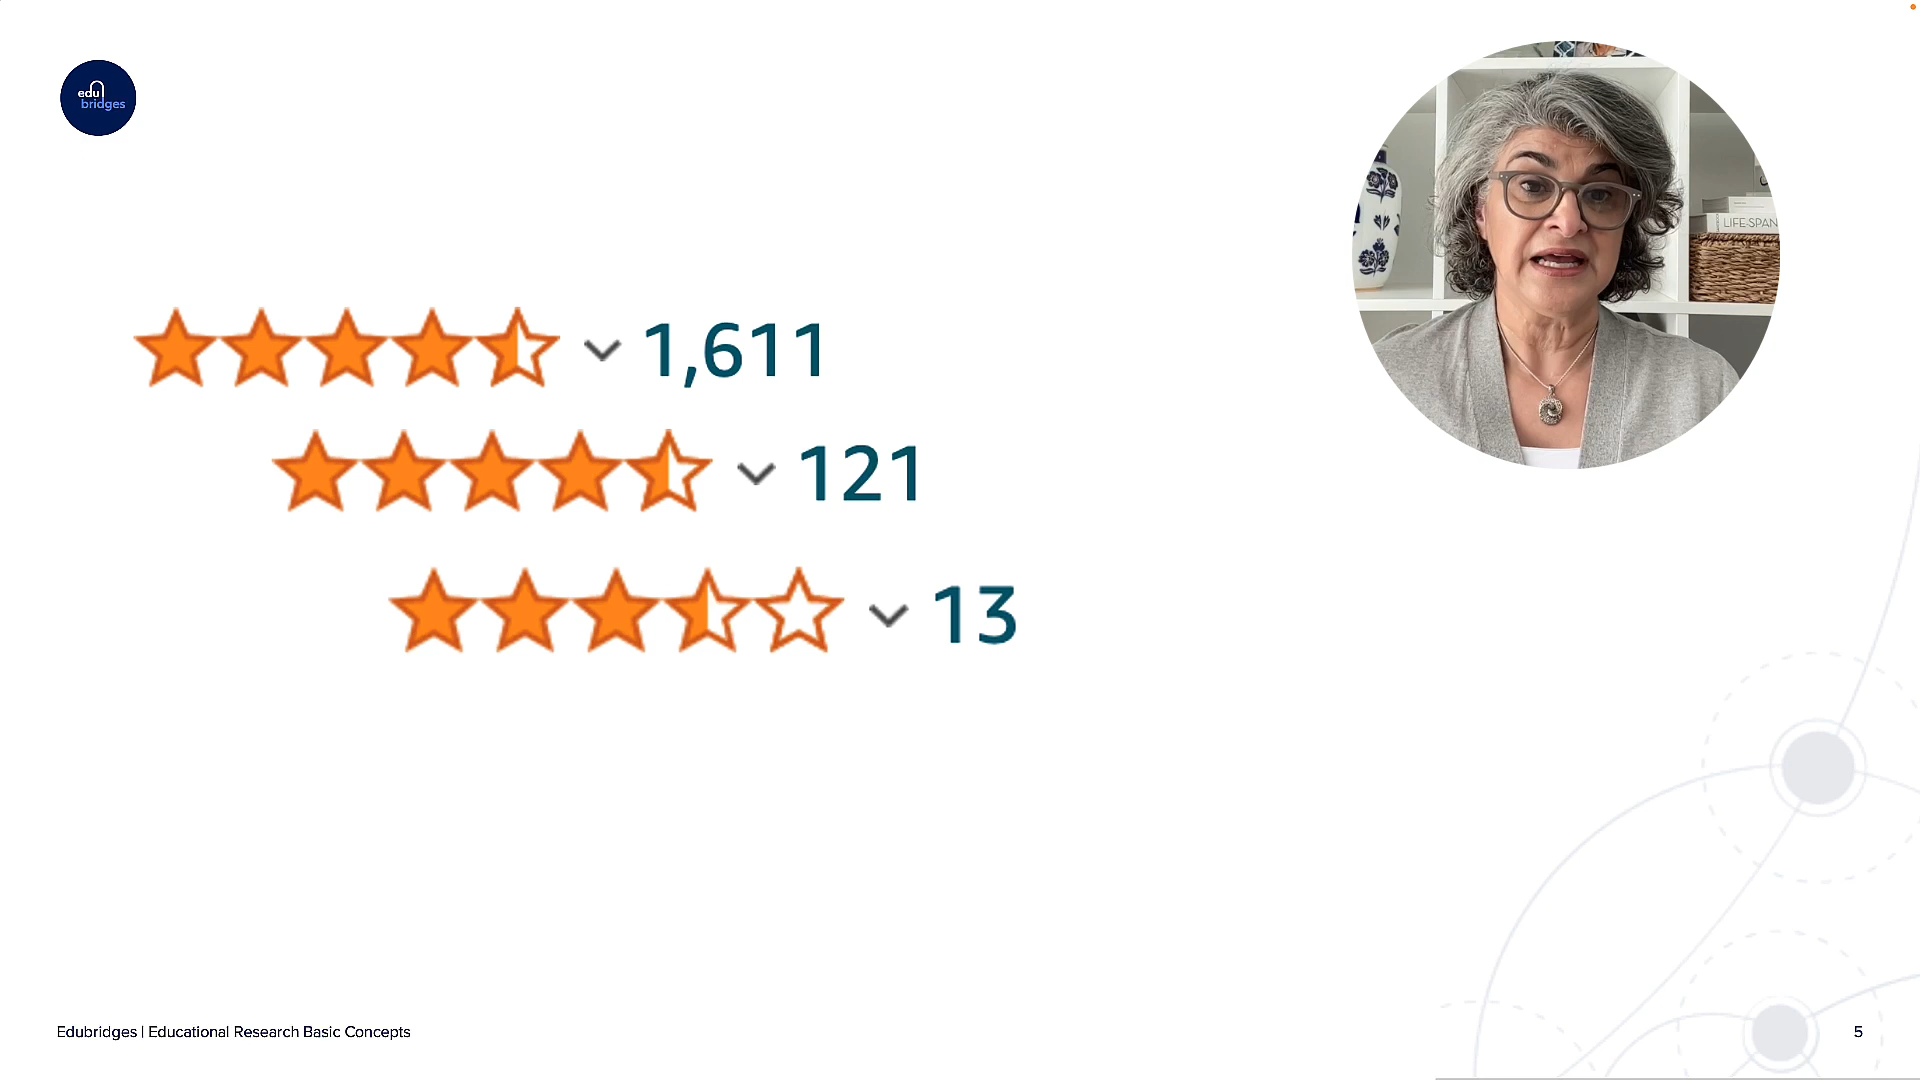 edu
bridges
LIFE-SPAN
1,611
121
13
Edubridges | Educational Research Basic Concepts
5